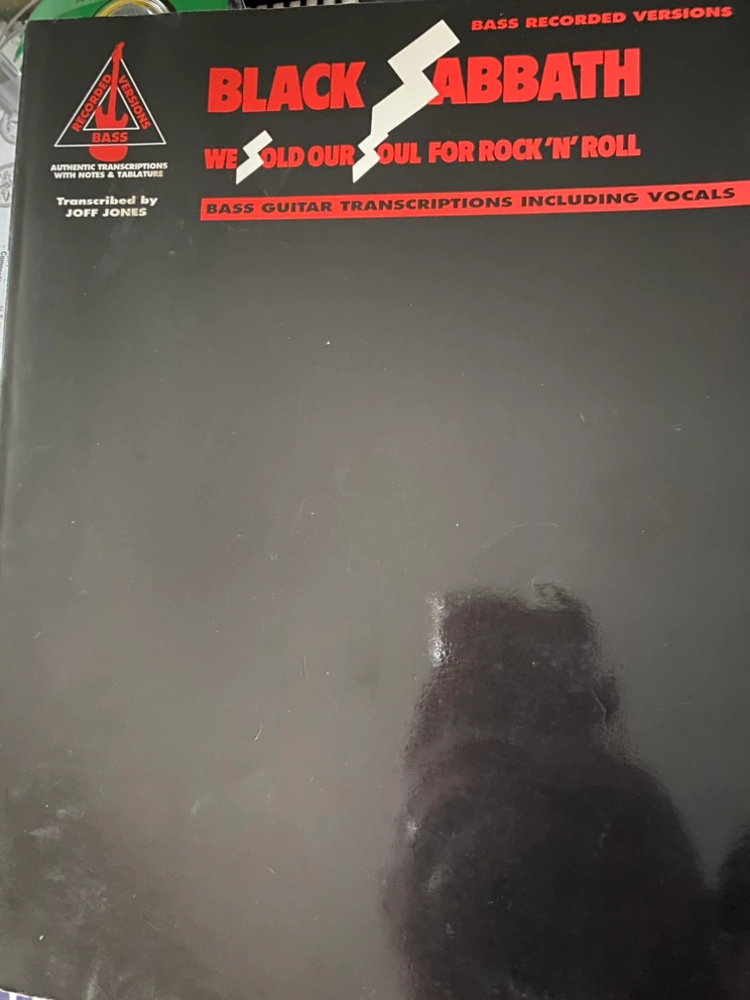 BASS RECORDED VERSIONS
BLACK SABBATH
RECORDED VERSIONS
BASS
WE SOLD OUR SOUL FOR ROCK 'N' ROLL
AUTHENTIC TRANSCRIPTIONS
WITH NOTES & TABLATURE
Transcribed by
JOFF JONES
BASS GUITAR TRANSCRIPTIONS INCLUDING VOCALS